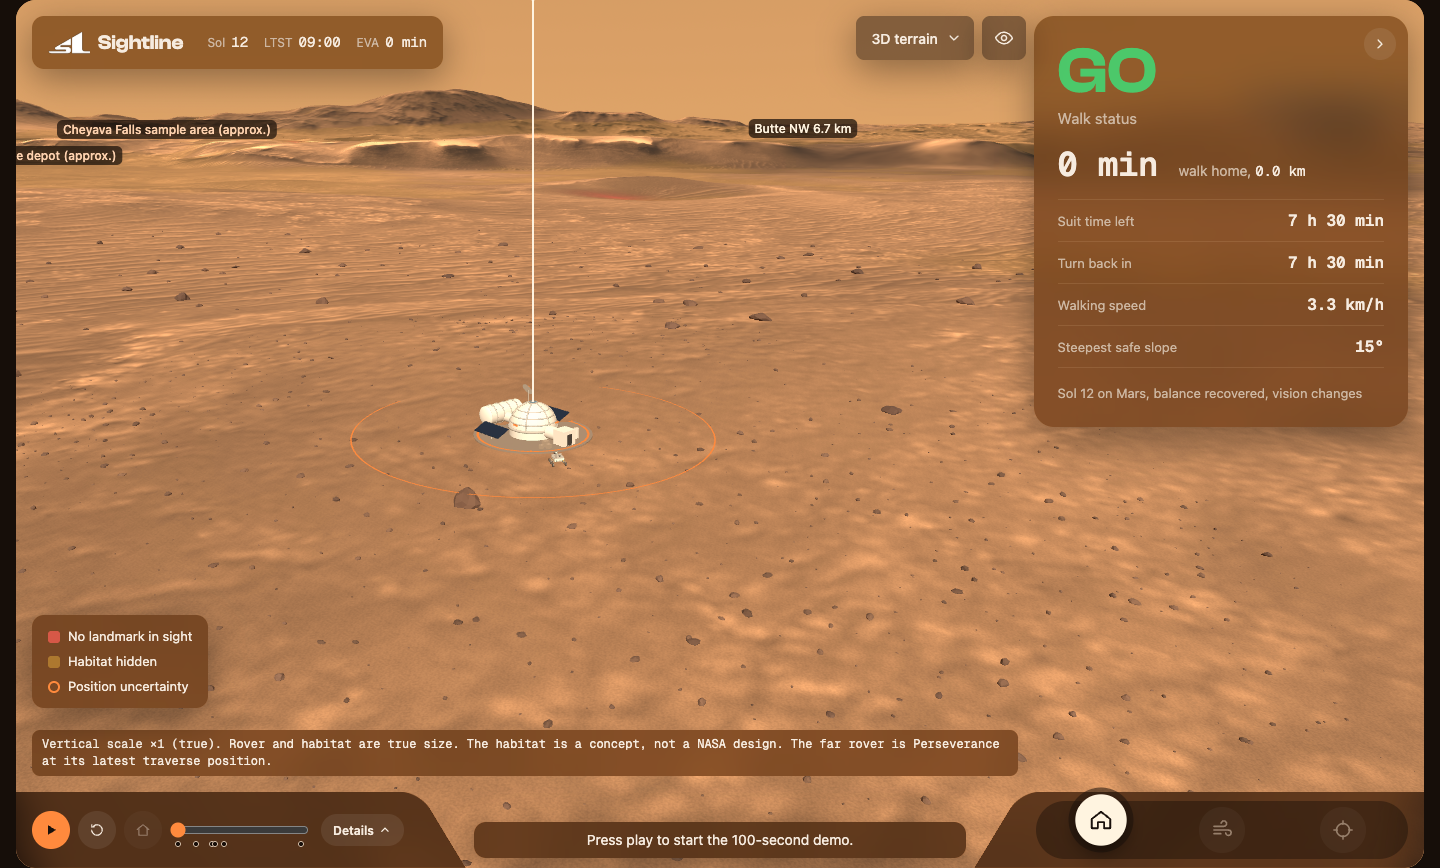 Sightline Sol 12 LTST 09:00 EVA 0 min
3D terrain
GO
Walk status
0 min walk home, 0.0 km
Suit time left 7 h 30 min
Turn back in 7 h 30 min
Walking speed 3.3 km/h
Steepest safe slope 15°
Sol 12 on Mars, balance recovered, vision changes
Cheyava Falls sample area (approx.)
Butte NW 6.7 km
e depot (approx.)
No landmark in sight
Habitat hidden
Position uncertainty
Vertical scale ×1 (true). Rover and habitat are true size. The habitat is a concept, not a NASA design. The far rover is Perseverance
at its latest traverse position.
Details
Press play to start the 100-second demo.